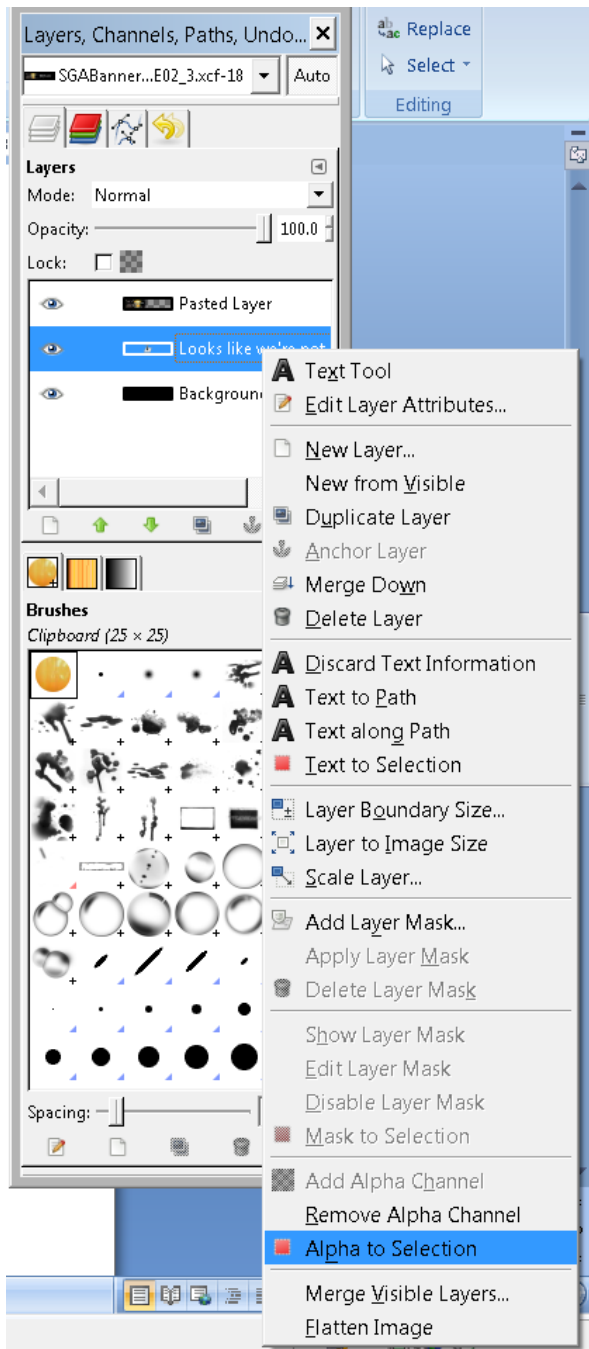 Layers, Channels, Paths, Undo...
Replace
Select
Editing
SGABanner...E02_3.xcf-18
Auto
Layers
Mode: Normal
Opacity: 100.0
Lock:
Pasted Layer
Looks like we're not
Background
Text Tool
Edit Layer Attributes...
New Layer...
New from Visible
Duplicate Layer
Anchor Layer
Merge Down
Delete Layer
Brushes
Clipboard (25 × 25)
Discard Text Information
Text to Path
Text along Path
Text to Selection
Layer Boundary Size...
Layer to Image Size
Scale Layer...
Add Layer Mask...
Apply Layer Mask
Delete Layer Mask
Show Layer Mask
Edit Layer Mask
Disable Layer Mask
Mask to Selection
Spacing:
Add Alpha Channel
Remove Alpha Channel
Alpha to Selection
Merge Visible Layers...
Flatten Image